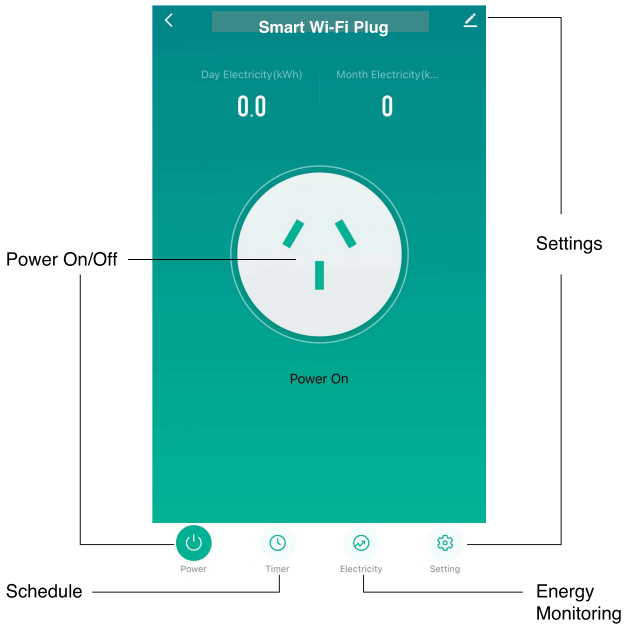 Smart Wi-Fi Plug
Day Electricity(kWh)
Month Electricity(k...
0.0
0
Settings
Power On/Off
Power On
Power
Timer
Electricity
Setting
Schedule
Energy
Monitoring